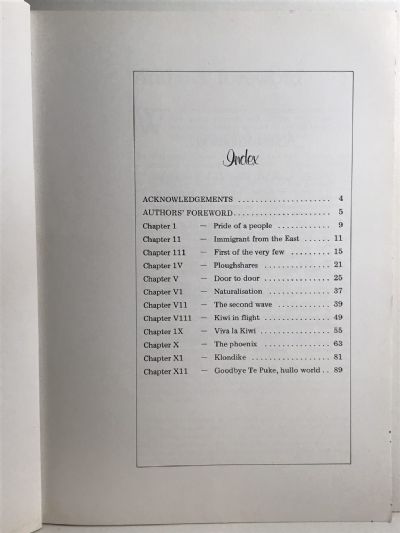 Index
ACKNOWLEDGEMENTS ...................... 4
AUTHORS' FOREWORD....................... 5
Chapter 1 — Pride of a people ............ 9
Chapter 11 — Immigrant from the East ...... 11
Chapter 111 — First of the very few ......... 15
Chapter 1V — Ploughshares ................ 21
Chapter V — Door to door ................ 25
Chapter V1 — Naturalisation ............... 37
Chapter V11 — The second wave ............. 39
Chapter V111 — Kiwi in flight ................ 49
Chapter 1X — Viva la Kiwi ................. 55
Chapter X — The phoenix ................. 63
Chapter X1 — Klondike ................... 81
Chapter X11 — Goodbye Te Puke, hullo world .. 89